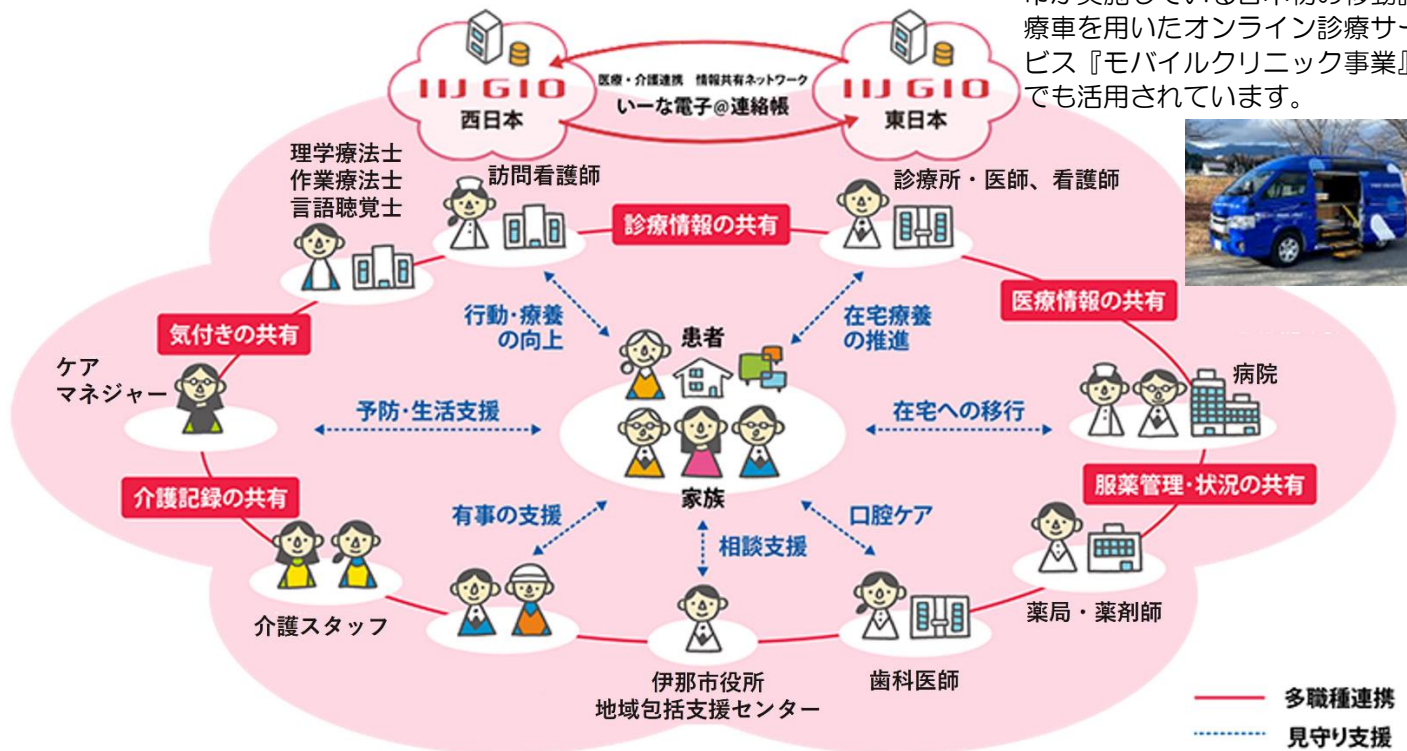 療車を用いたオンライン診療サー
ビス『モバイルクリニック事業』
でも活用されています。
IIJ GIO
西日本
医療・介護連携 情報共有ネットワーク
いーな電子@連絡帳
IIJ GIO
東日本
理学療法士
作業療法士
言語聴覚士
訪問看護師
診療所・医師、看護師
診療情報の共有
医療情報の共有
気付きの共有
行動・療養
の向上
在宅療養
の推進
患者
ケア
マネジャー
病院
予防・生活支援
在宅への移行
介護記録の共有
服薬管理・状況の共有
家族
有事の支援
口腔ケア
相談支援
介護スタッフ
薬局・薬剤師
伊那市役所
地域包括支援センター
歯科医師
多職種連携
見守り支援